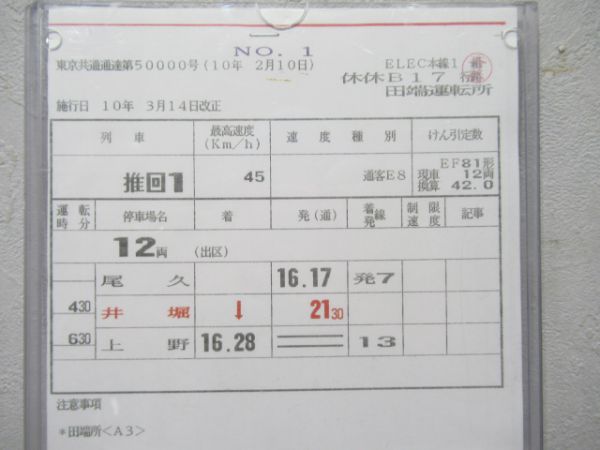 NO. 1
東京共通通達第50000号(10年 2月10日)
ELEC本線1
休休B17 行路
田端運転所
施行日 10年 3月14日改正
列車 最高速度(Km/h) 速度種別 けん引定数
推回1 45 通客E8 EF81形 現車 12両 換算 42.0
運転時分 停車場名 着 発(通) 着発線 制限速度 記事
12両 (出区)
尾久 16.17 発7
430 井堀 ↓ 2130
630 上野 16.28 13
注意事項
*田端所<A3>